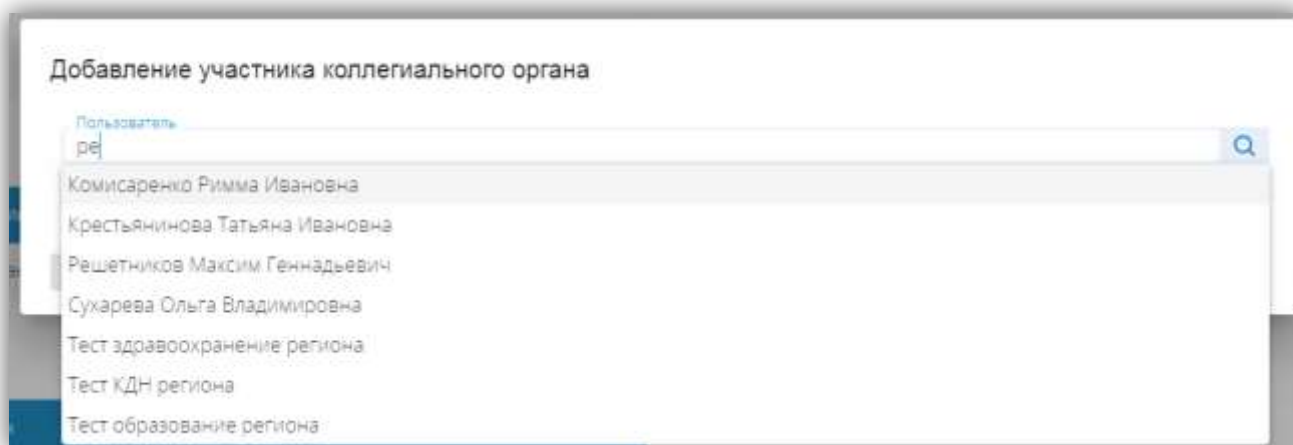 Добавление участника коллегиального органа
Пользователь
ре
Комисаренко Римма Ивановна
Крестьянинова Татьяна Ивановна
Решетников Максим Геннадьевич
Сухарева Ольга Владимировна
Тест здравоохранение региона
Тест КДН региона
Тест образование региона